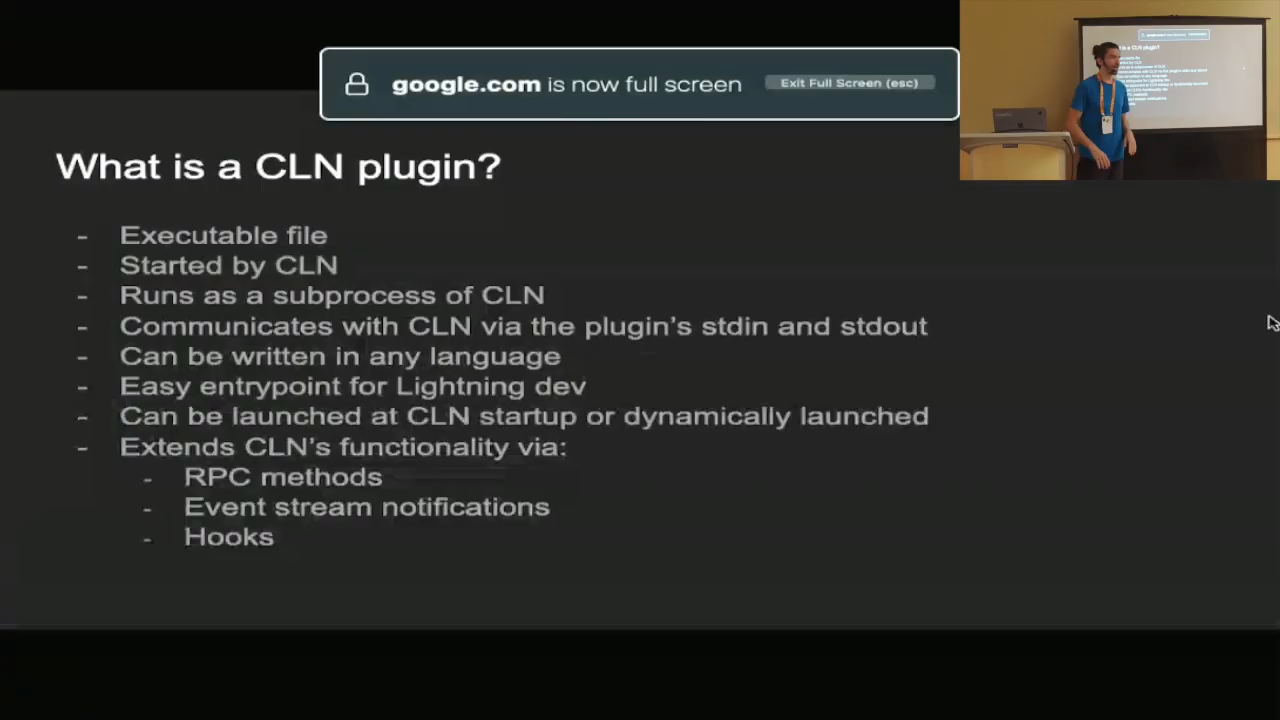 google.com is now full screen
Exit Full Screen (esc)
What is a CLN plugin?
- Executable file
- Started by CLN
- Runs as a subprocess of CLN
- Communicates with CLN via the plugin's stdin and stdout
- Can be written in any language
- Easy entrypoint for Lightning dev
- Can be launched at CLN startup or dynamically launched
- Extends CLN's functionality via:
- RPC methods
- Event stream notifications
- Hooks